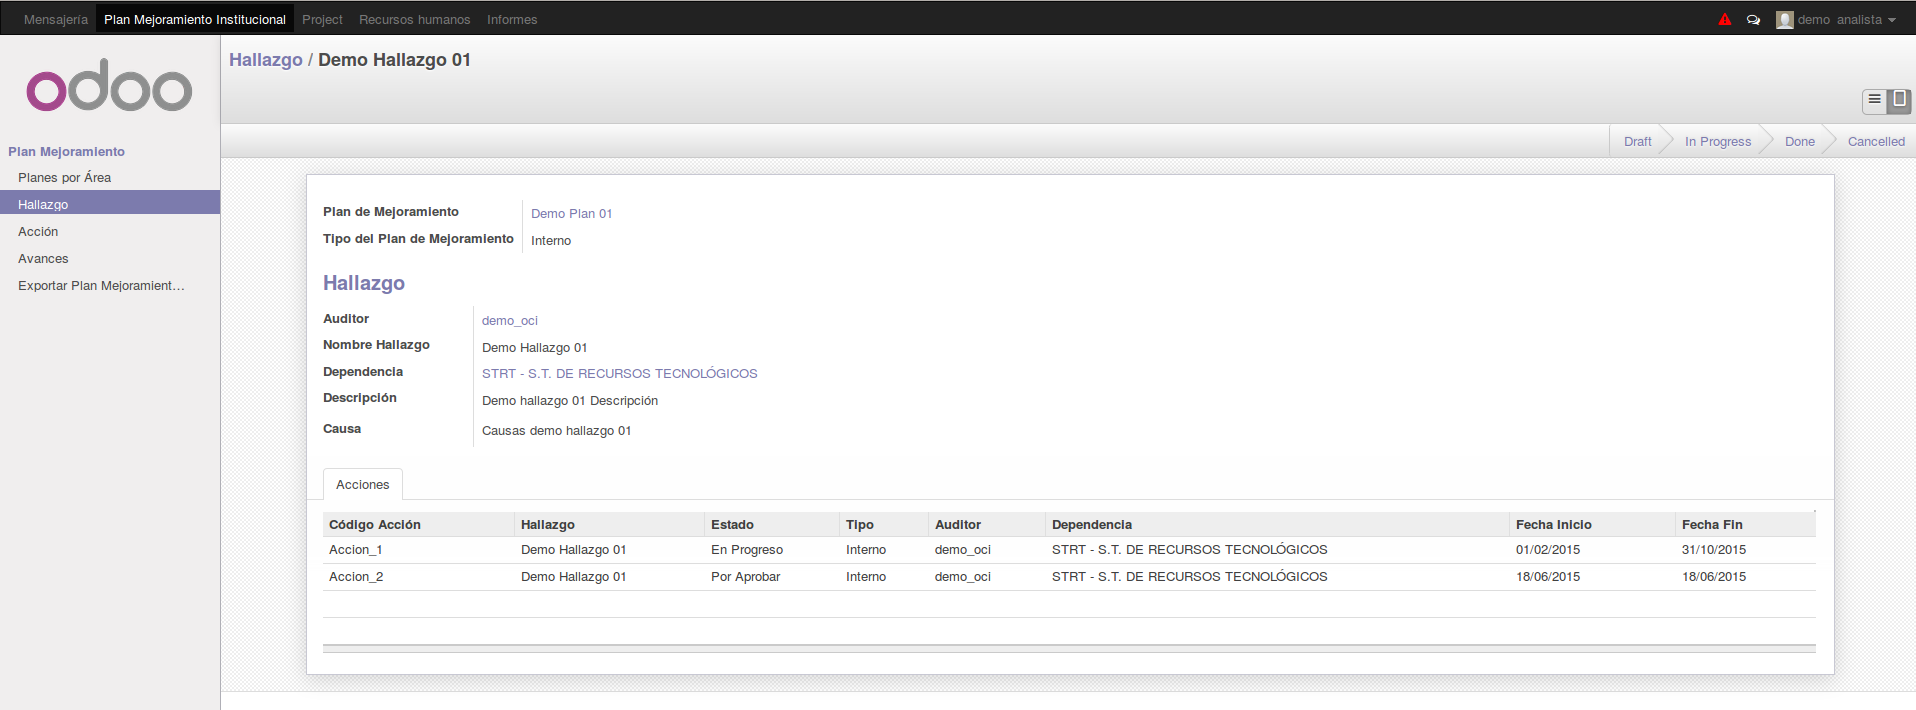 Mensajería Plan Mejoramiento Institucional Project Recursos humanos Informes demo analista
odoo
Hallazgo / Demo Hallazgo 01
Draft In Progress Done Cancelled
Plan Mejoramiento
Planes por Área
Hallazgo
Acción
Avances
Exportar Plan Mejoramient...
Plan de Mejoramiento Demo Plan 01
Tipo del Plan de Mejoramiento Interno
Hallazgo
Auditor demo_oci
Nombre Hallazgo Demo Hallazgo 01
Dependencia STRT - S.T. DE RECURSOS TECNOLÓGICOS
Descripción Demo hallazgo 01 Descripción
Causa Causas demo hallazgo 01
Acciones
Código Acción Hallazgo Estado Tipo Auditor Dependencia Fecha Inicio Fecha Fin
Accion_1 Demo Hallazgo 01 En Progreso Interno demo_oci STRT - S.T. DE RECURSOS TECNOLÓGICOS 01/02/2015 31/10/2015
Accion_2 Demo Hallazgo 01 Por Aprobar Interno demo_oci STRT - S.T. DE RECURSOS TECNOLÓGICOS 18/06/2015 18/06/2015